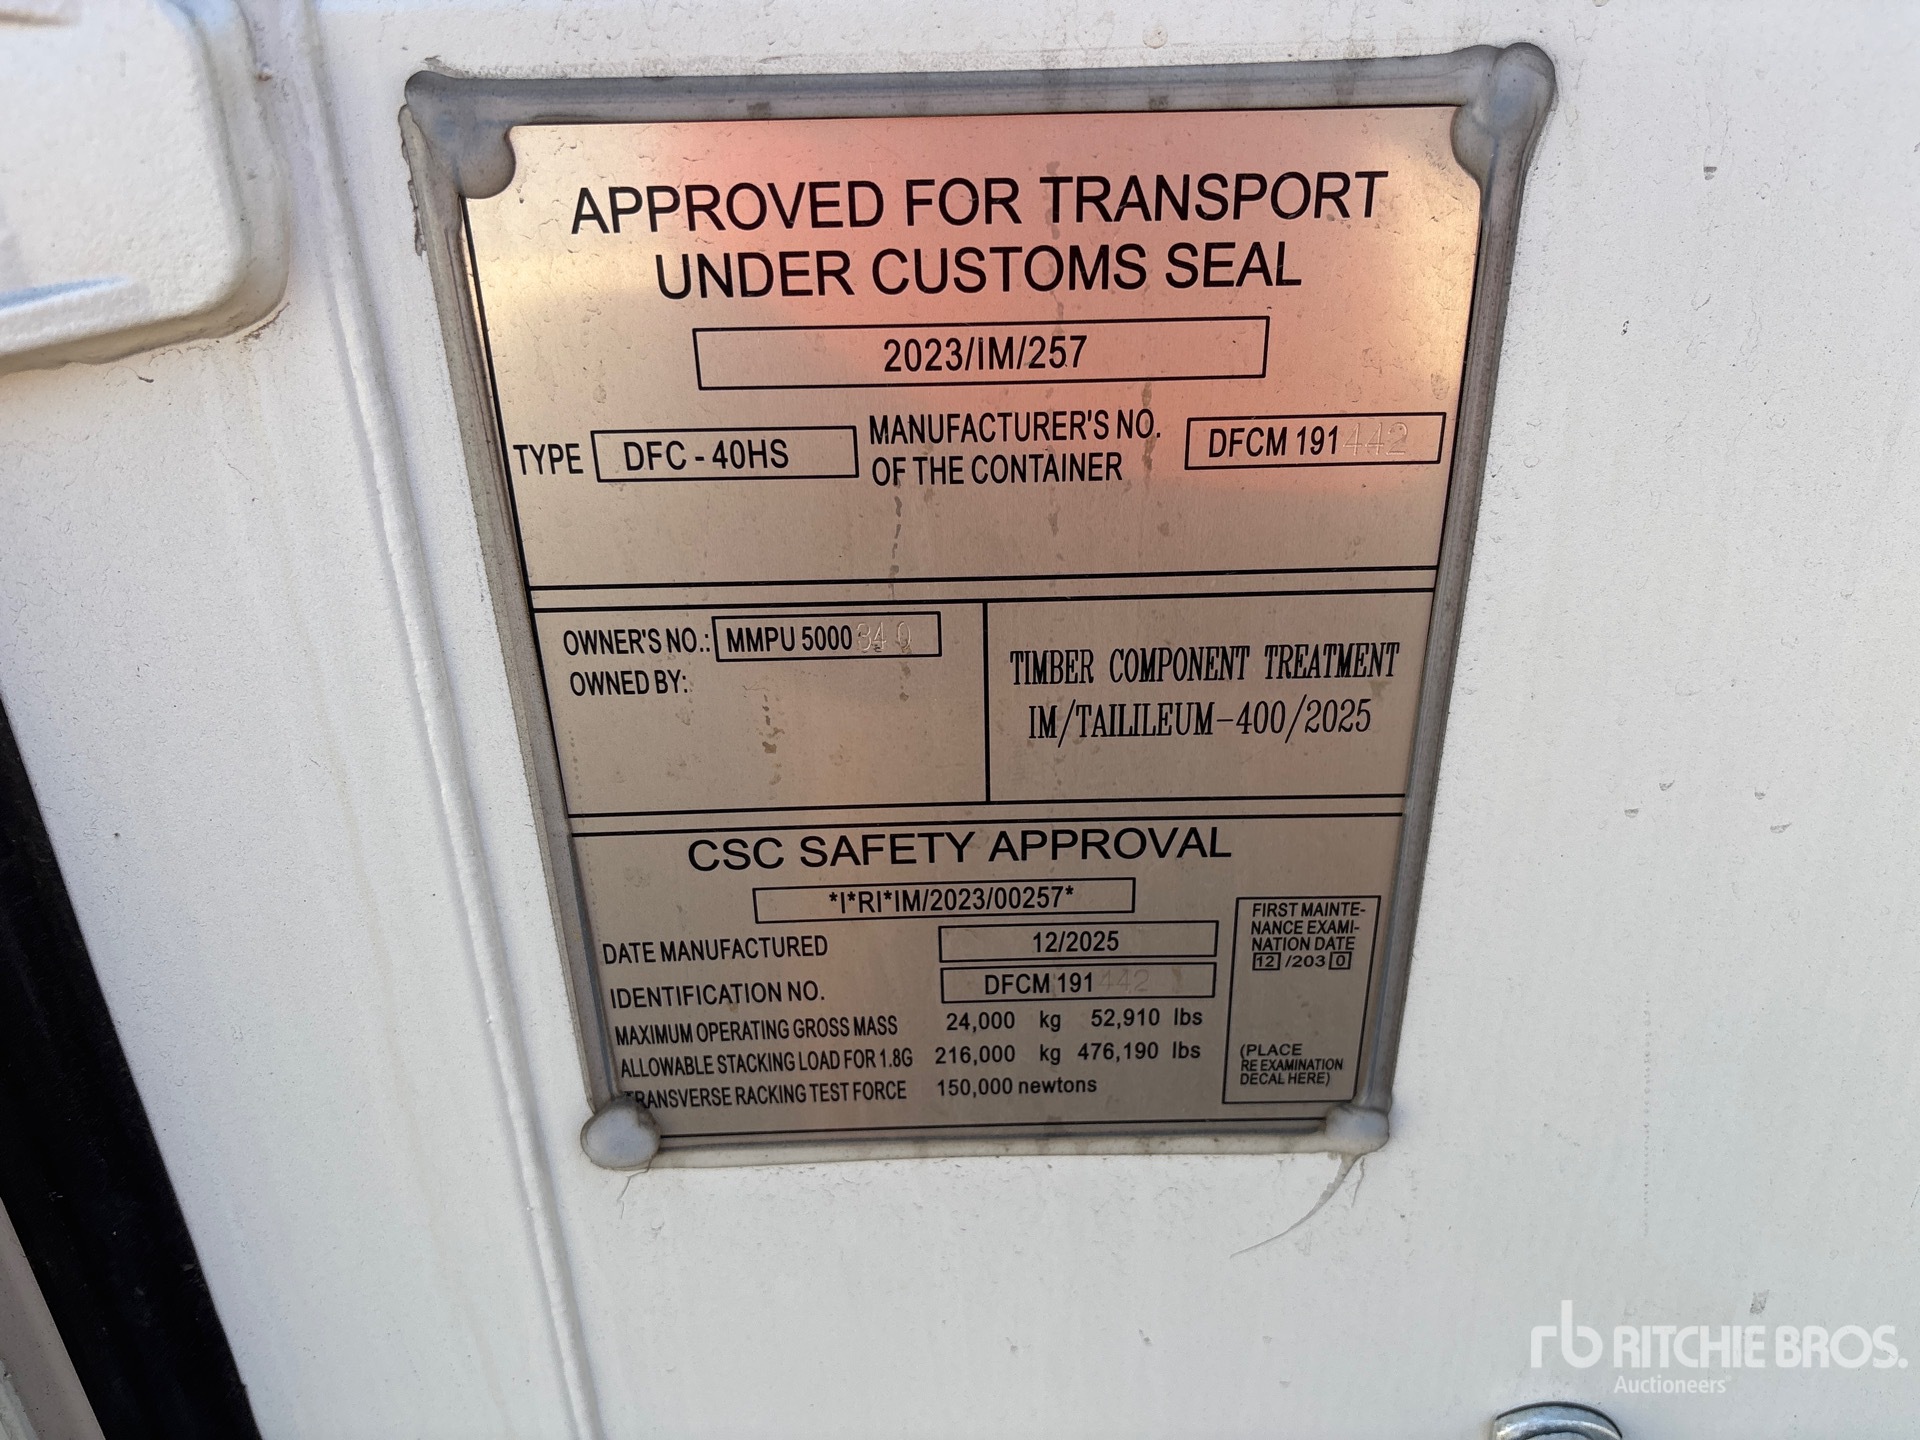 APPROVED FOR TRANSPORT
UNDER CUSTOMS SEAL
2023/IM/257
TYPE DFC - 40HS MANUFACTURER'S NO. OF THE CONTAINER DFCM 191442
OWNER'S NO.: MMPU 5000
OWNED BY:
TIMBER COMPONENT TREATMENT
IM/TAILILEUM-400/2025
CSC SAFETY APPROVAL
*I*RI*IM/2023/00257*
DATE MANUFACTURED 12/2025
IDENTIFICATION NO. DFCM 191442
MAXIMUM OPERATING GROSS MASS 24,000 kg 52,910 lbs
ALLOWABLE STACKING LOAD FOR 1.8G 216,000 kg 476,190 lbs
TRANSVERSE RACKING TEST FORCE 150,000 newtons
FIRST MAINTE-
NANCE EXAMI-
NATION DATE
12 /203 0
(PLACE
RE EXAMINATION
DECAL HERE)
rb RITCHIE BROS.
Auctioneers